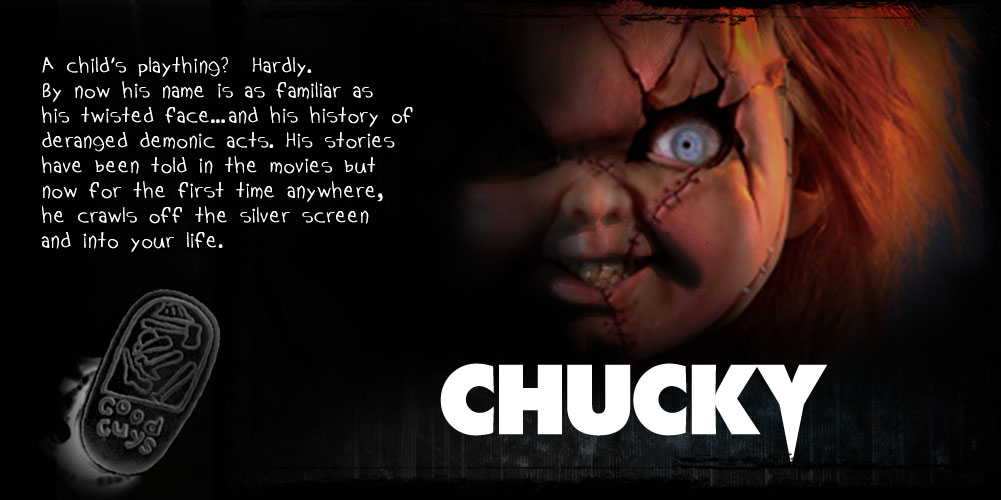 A child's plaything?  Hardly.
By now his name is as familiar as
his twisted face...and his history of
deranged demonic acts. His stories
have been told in the movies but
now for the first time anywhere,
he crawls off the silver screen
and into your life.
GOOD
GUYS
CHUCKY